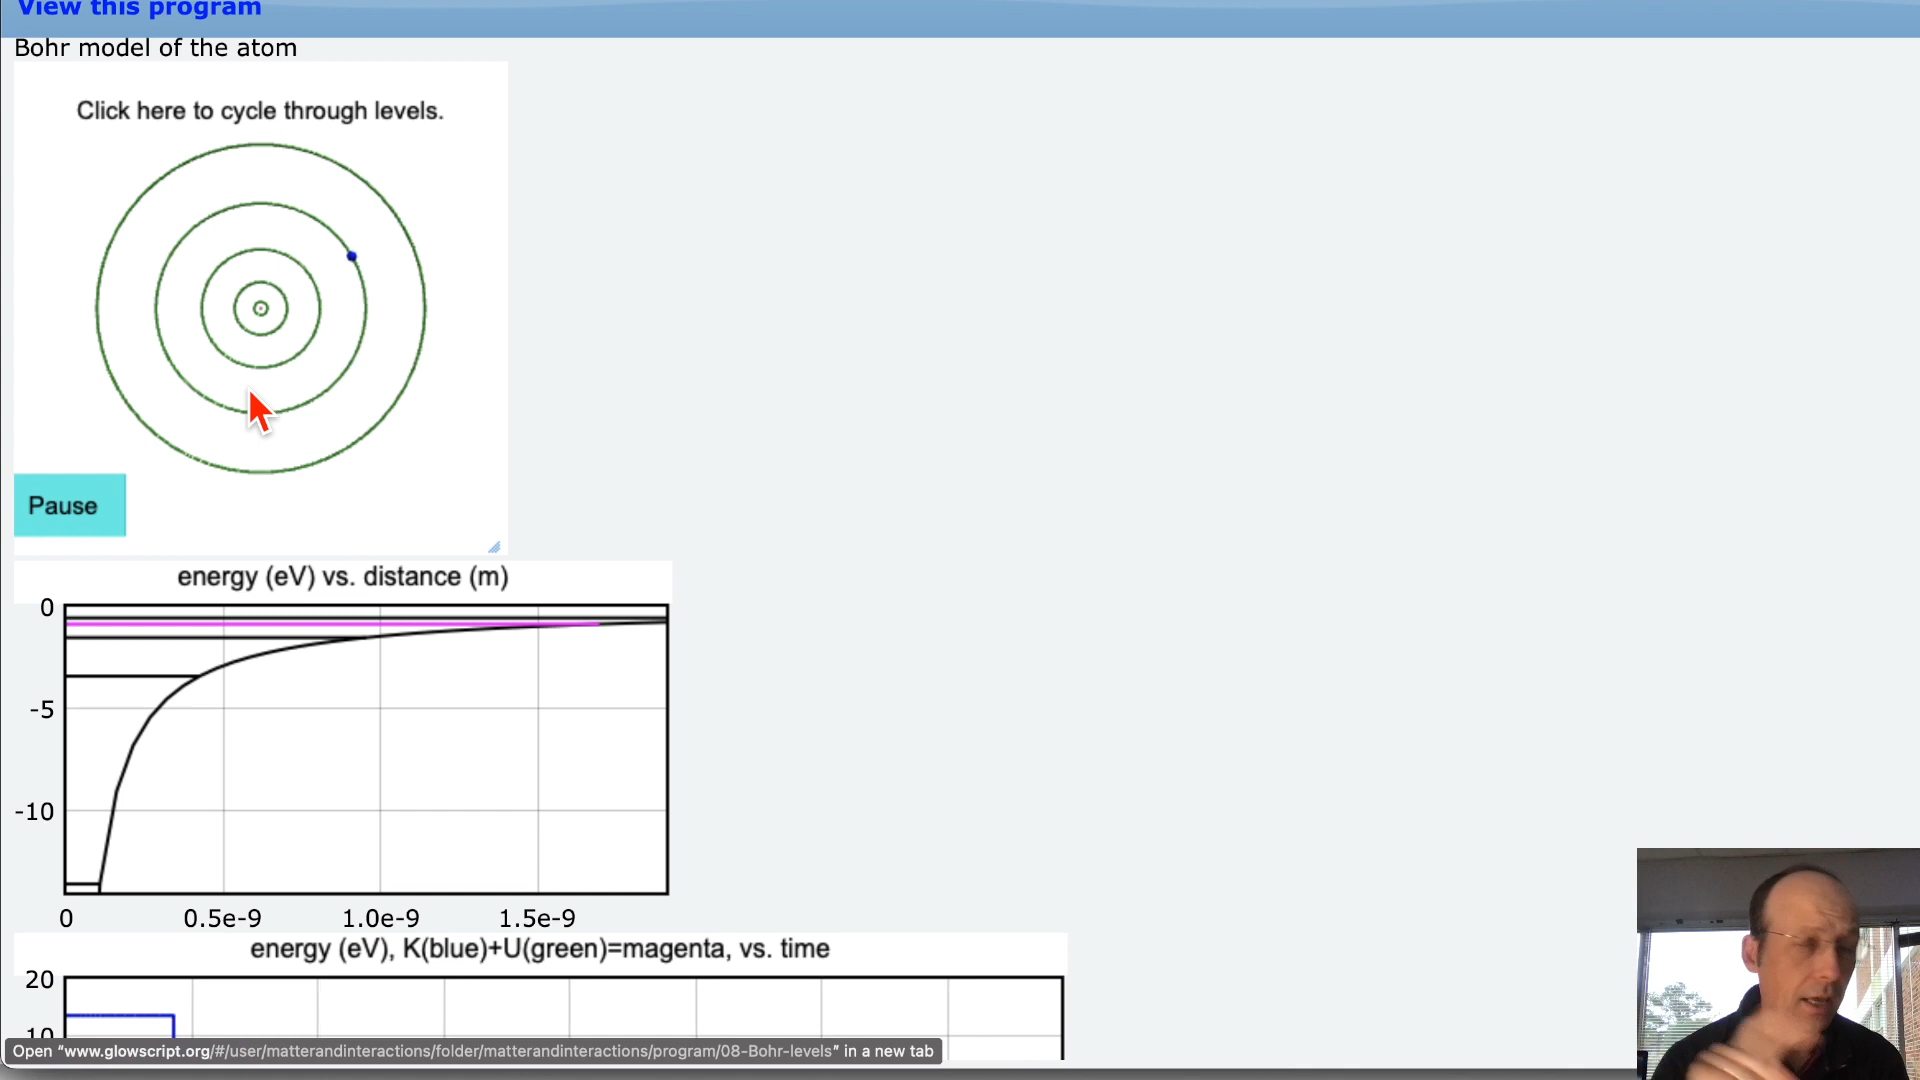 View this program
Bohr model of the atom
Click here to cycle through levels.
Pause
energy (eV) vs. distance (m)
0
-5
-10
0 0.5e-9 1.0e-9 1.5e-9
energy (eV), K(blue)+U(green)=magenta, vs. time
20
10
Open “www.glowscript.org/#/user/matterandinteractions/folder/matterandinteractions/program/08-Bohr-levels” in a new tab